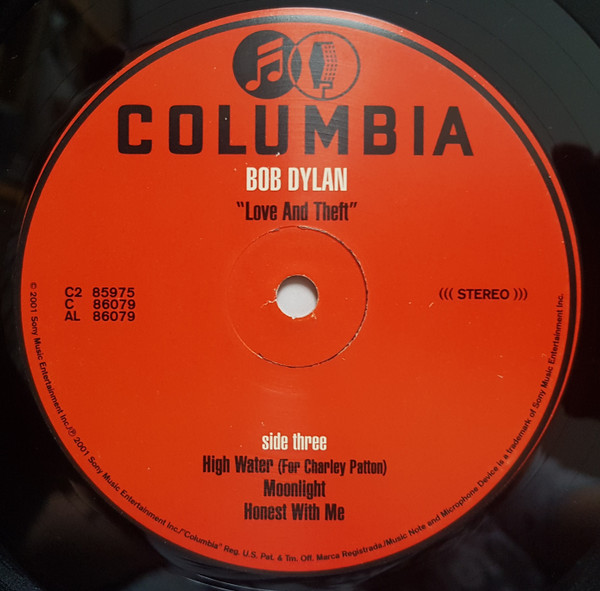 COLUMBIA
BOB DYLAN
"Love And Theft"
C2 85975
C 86079
AL 86079
((( STEREO )))
side three
High Water (For Charley Patton)
Moonlight
Honest With Me
© 2001 Sony Music Entertainment Inc./℗ 2001 Sony Music Entertainment Inc./"Columbia" Reg. U.S. Pat. & Tm. Off. Marca Registrada./Music Note and Microphone Device is a trademark of Sony Music Entertainment Inc.